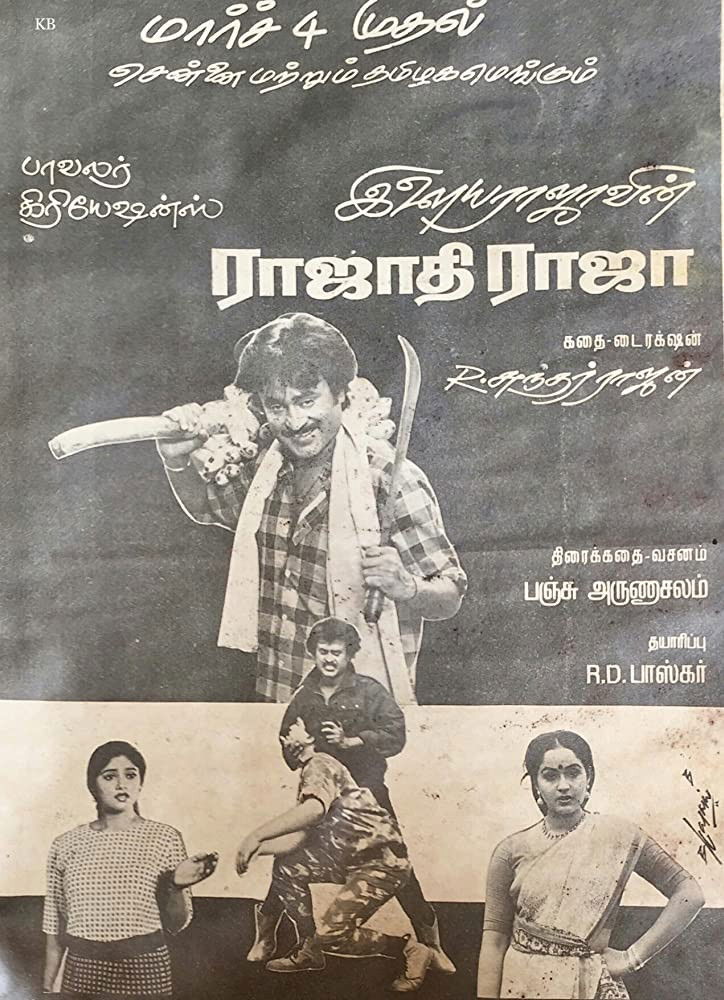 KB
மார்ச் 4 முதல்
சென்னை மற்றும் தமிழகமெங்கும்
பாவலர்
கிரியேஷன்ஸ்
இளையராஜாவின்
ராஜாதி ராஜா
கதை-டைரக்ஷன்
R.சுந்தர்ராஜன்
திரைக்கதை-வசனம்
பஞ்சு அருணாசலம்
தயாரிப்பு
R.D.பாஸ்கர்